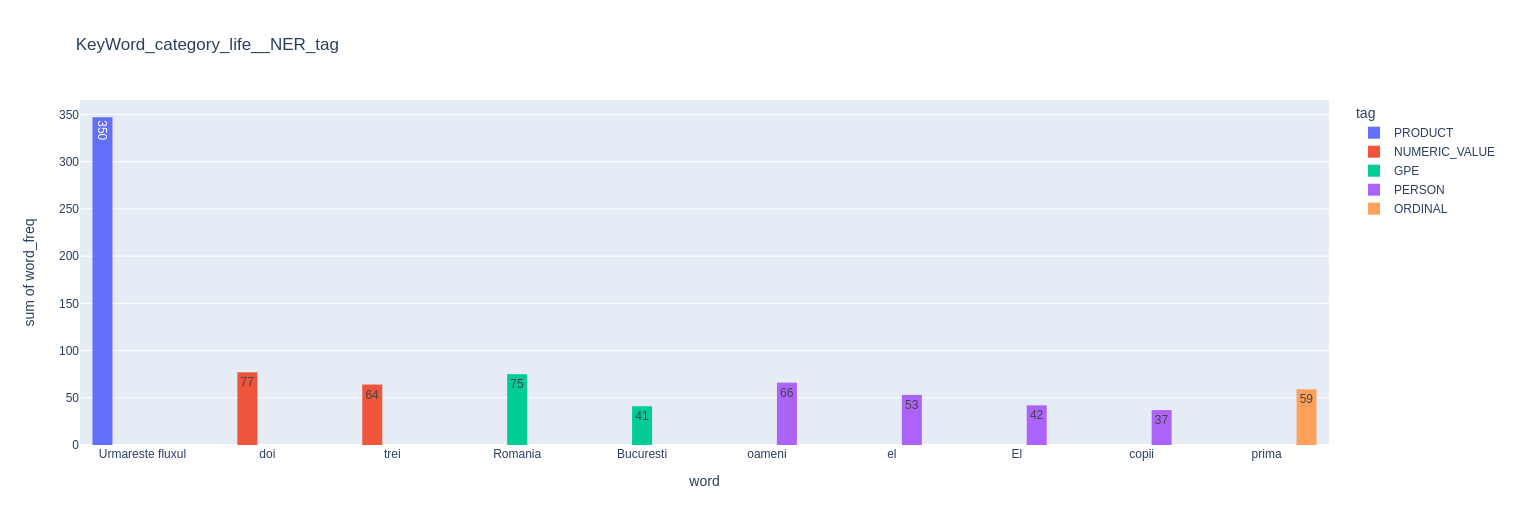 KeyWord_category_life__NER_tag
350
300
250
200
150
100
50
0
sum of word_freq
350
77
64
75
41
66
53
42
37
59
Urmareste fluxul
doi
trei
Romania
Bucuresti
oameni
el
El
copii
prima
word
tag
PRODUCT
NUMERIC_VALUE
GPE
PERSON
ORDINAL